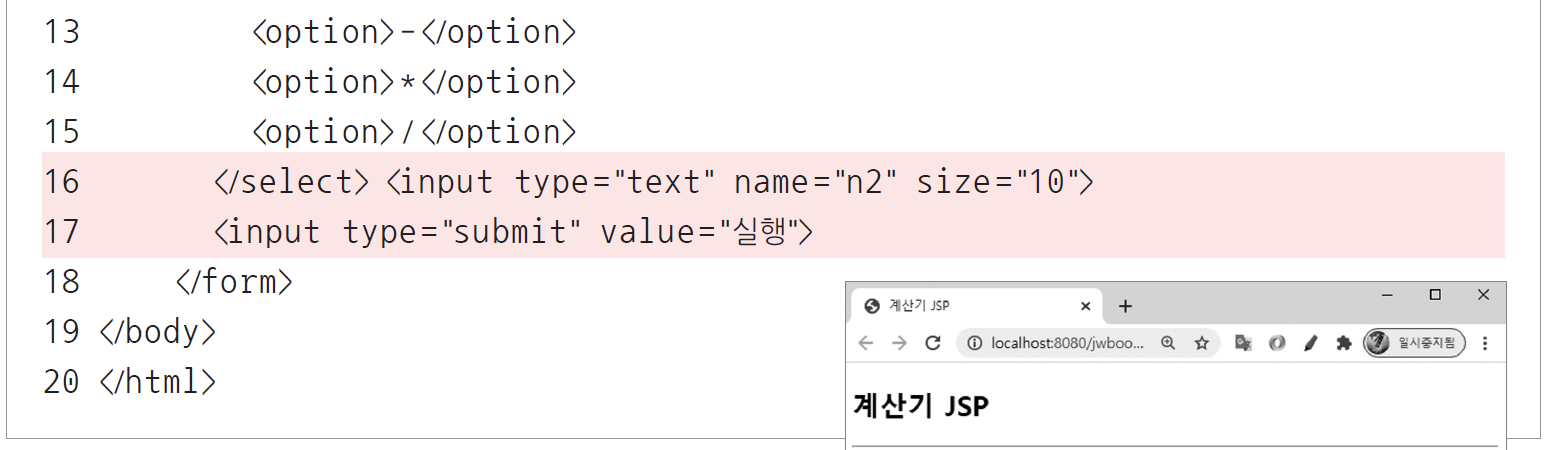 13 <option>-</option>
14 <option>*</option>
15 <option>/</option>
16 </select> <input type="text" name="n2" size="10">
17 <input type="submit" value="실행">
18 </form>
19 </body>
20 </html>
계산기 JSP
localhost:8080/jwboo...
일시중지됨
계산기 JSP